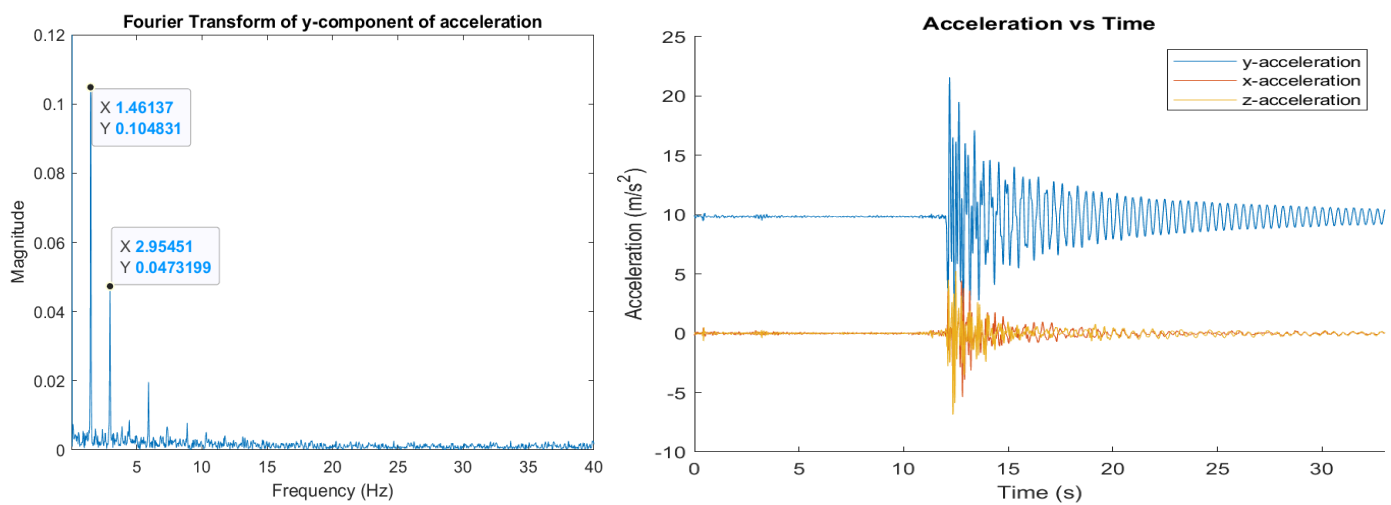 Fourier Transform of y-component of acceleration
0.12
0.1
0.08
0.06
0.04
0.02
0
Magnitude
X 1.46137
Y 0.104831
X 2.95451
Y 0.0473199
5
10
15
20
25
30
35
40
Frequency (Hz)
Acceleration vs Time
25
20
15
10
5
0
-5
-10
Acceleration (m/s²)
y-acceleration
x-acceleration
z-acceleration
0
5
10
15
20
25
30
Time (s)